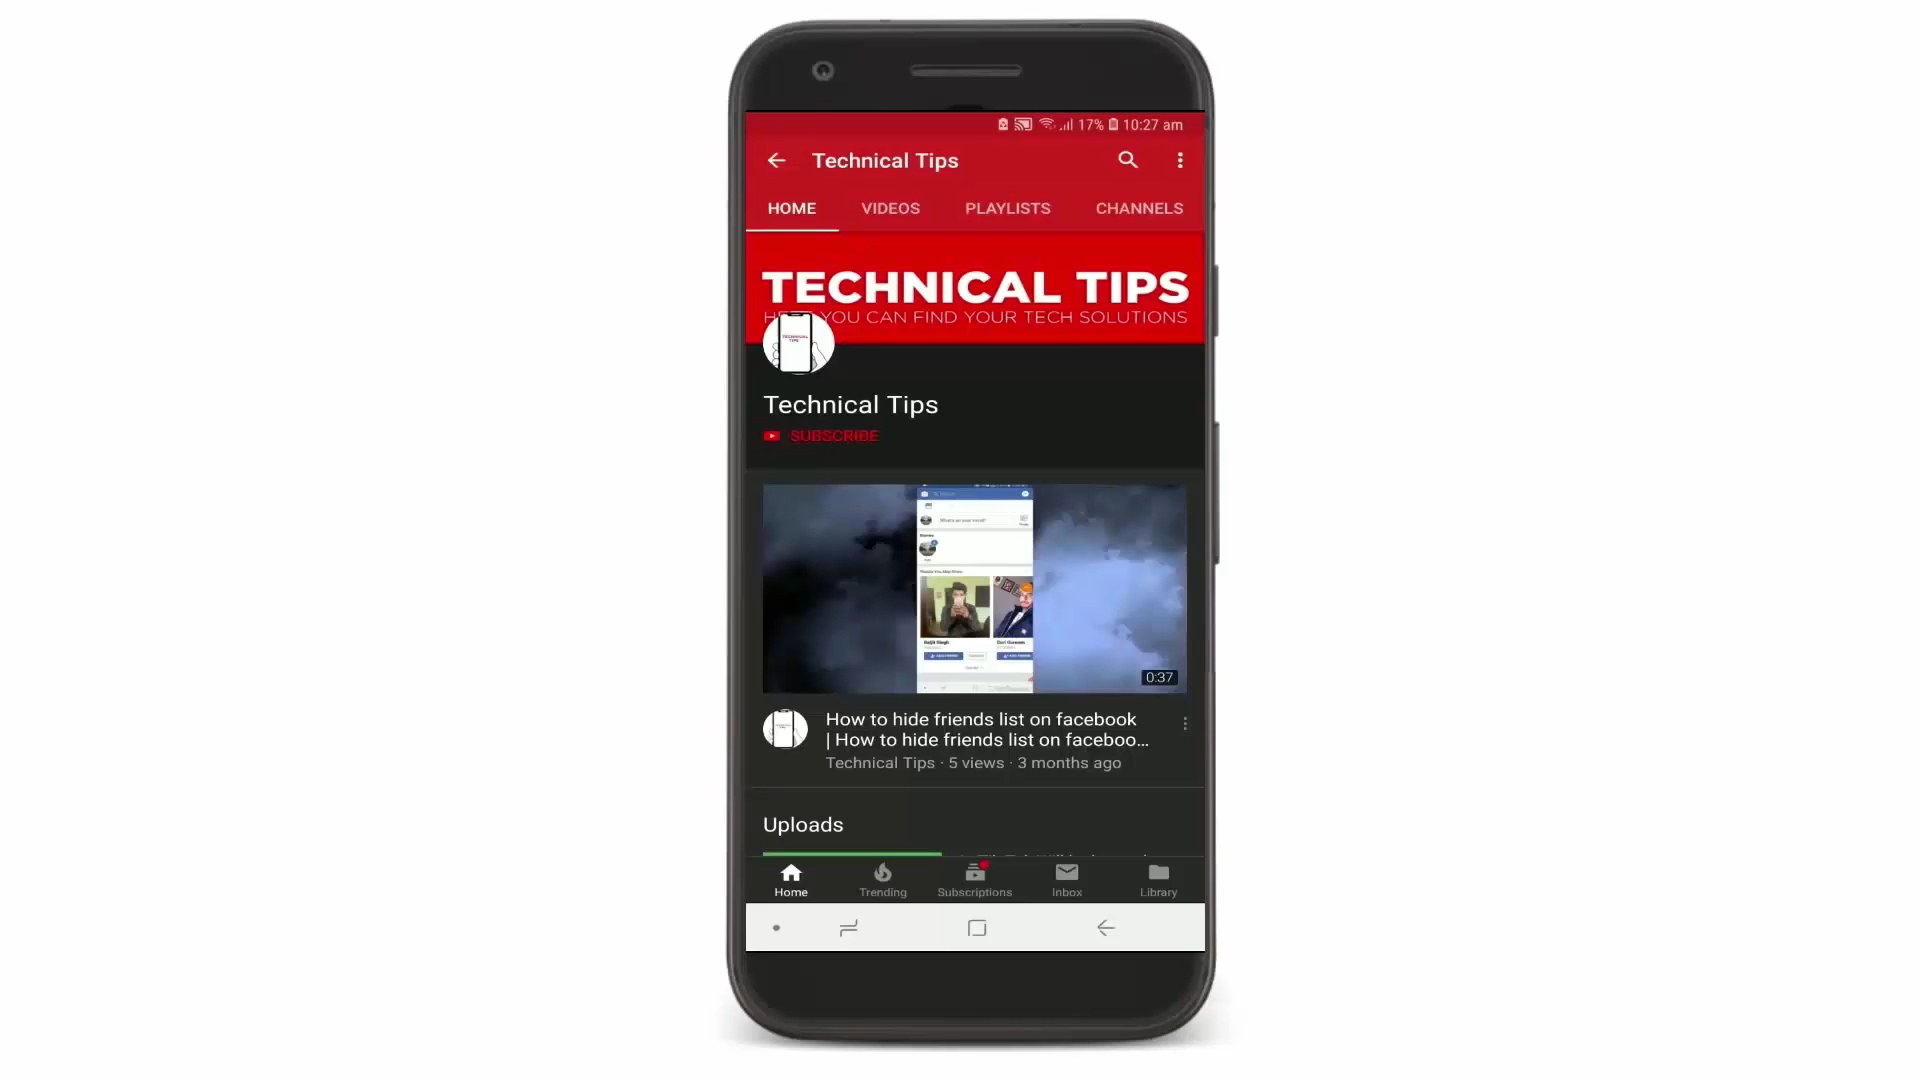 17% 10:27 am
Technical Tips
HOME VIDEOS PLAYLISTS CHANNELS
TECHNICAL TIPS
YOU CAN FIND YOUR TECH SOLUTIONS
TECHNICAL
TIPS
Technical Tips
SUBSCRIBE
0:37
How to hide friends list on facebook
| How to hide friends list on faceboo...
Technical Tips · 5 views · 3 months ago
Uploads
Home Trending Subscriptions Inbox Library